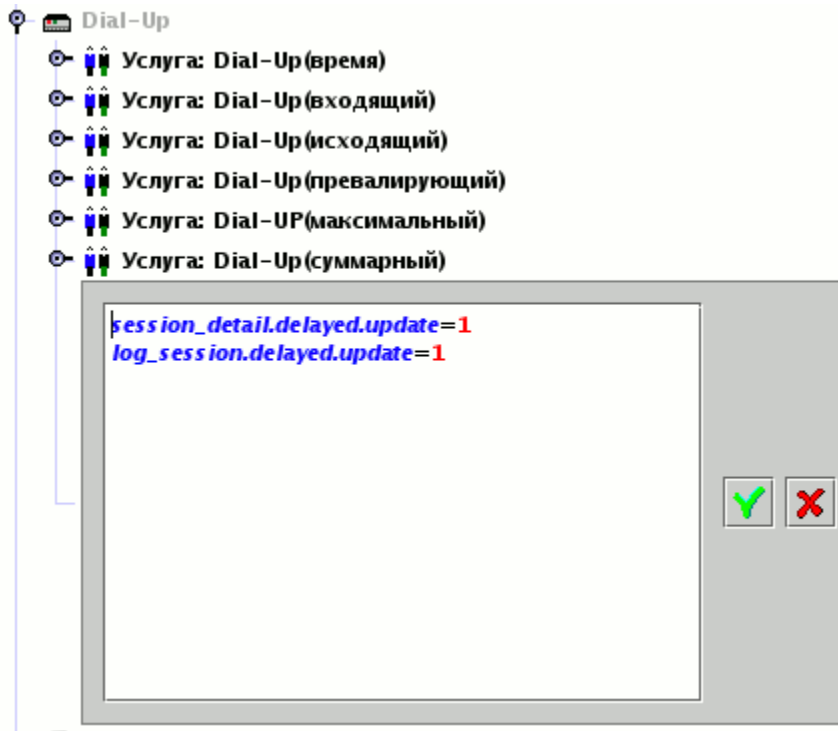 Dial-Up
Услуга: Dial-Up(время)
Услуга: Dial-Up(входящий)
Услуга: Dial-Up(исходящий)
Услуга: Dial-Up(превалирующий)
Услуга: Dial-UP(максимальный)
Услуга: Dial-Up(суммарный)
session_detail.delayed.update=1
log_session.delayed.update=1